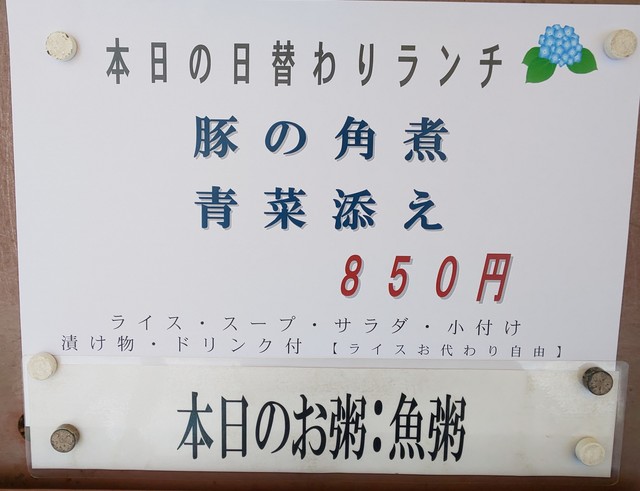 本日の日替わりランチ
豚の角煮
青菜添え
850円
ライス・スープ・サラダ・小付け
漬け物・ドリンク付【ライスお代わり自由】
本日のお粥:魚粥